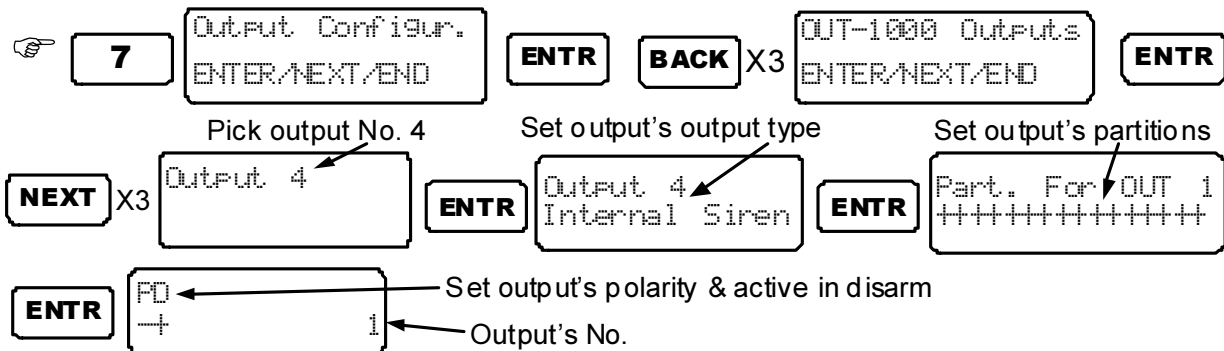 7
Output Configur.
ENTER/NEXT/END
ENTR
BACK X3
OUT-1000 Outputs
ENTER/NEXT/END
ENTR
Pick output No. 4
Set output's output type
Set output's partitions
NEXT X3
Output 4
ENTR
Output 4
Internal Siren
ENTR
Part. For OUT 1
++++++++++++++++
ENTR
PD
-+ 1
Set output's polarity & active in disarm
Output's No.